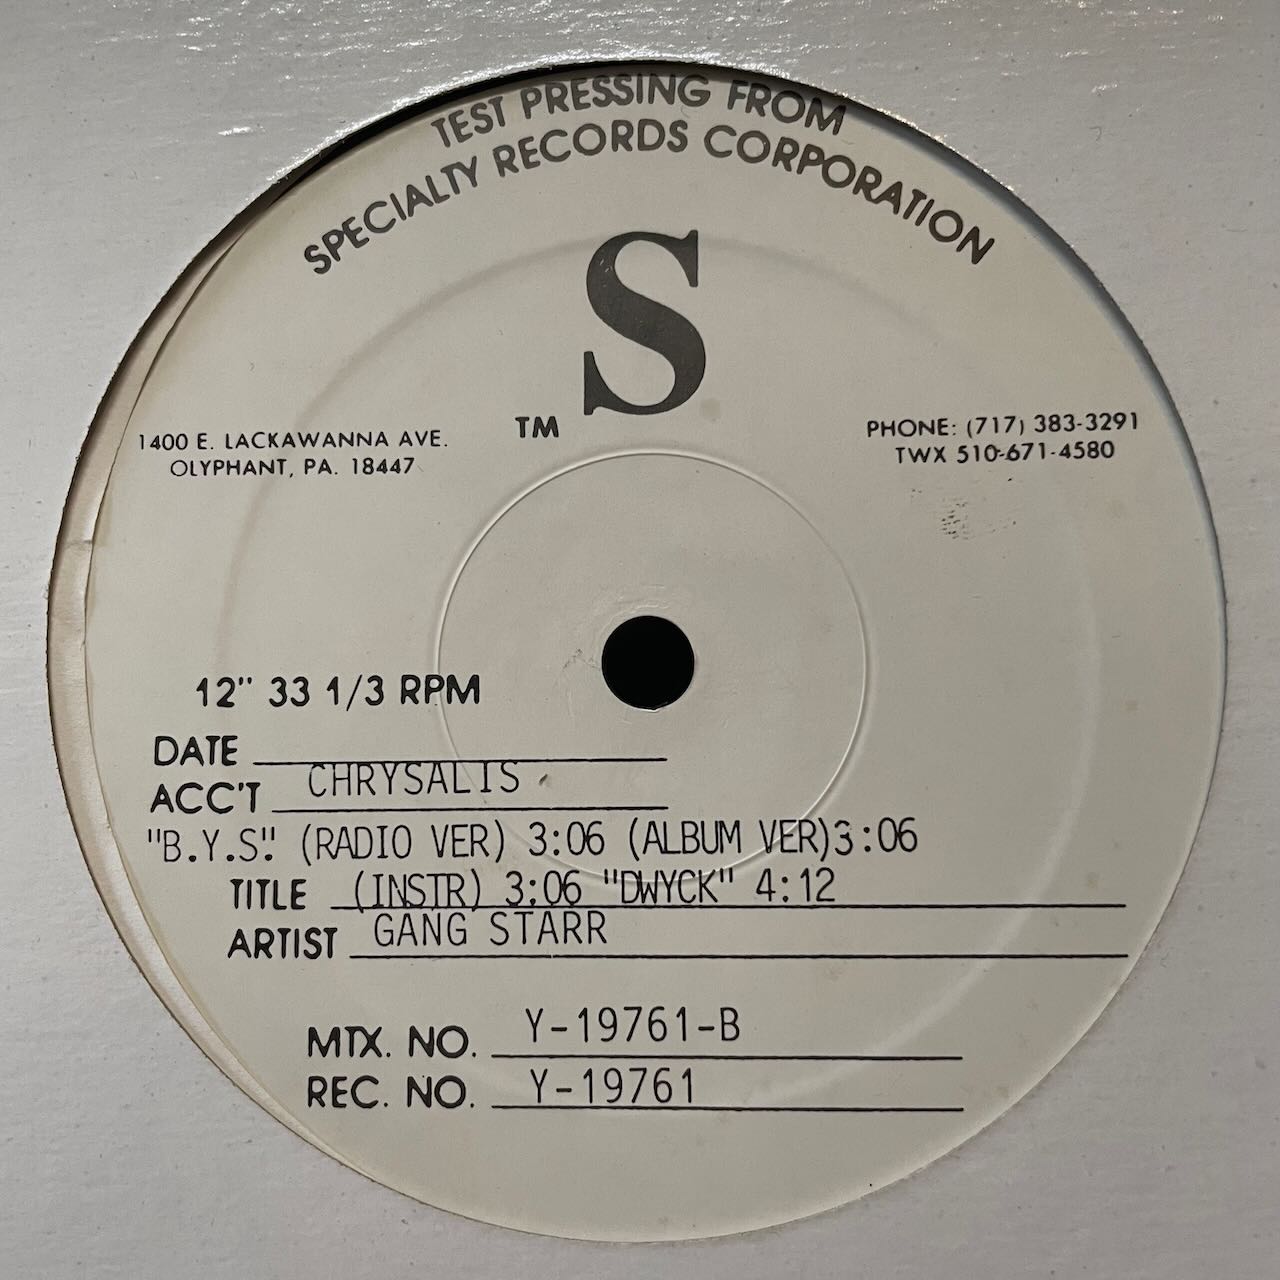 TEST PRESSING FROM
SPECIALTY RECORDS CORPORATION
S
TM
1400 E. LACKAWANNA AVE.
OLYPHANT, PA. 18447
PHONE: (717) 383-3291
TWX 510-671-4580
12" 33 1/3 RPM
DATE
ACC'T CHRYSALIS
"B.Y.S". (RADIO VER) 3:06 (ALBUM VER)3:06
TITLE (INSTR) 3:06 "DWYCK" 4:12
ARTIST GANG STARR
MTX. NO. Y-19761-B
REC. NO. Y-19761